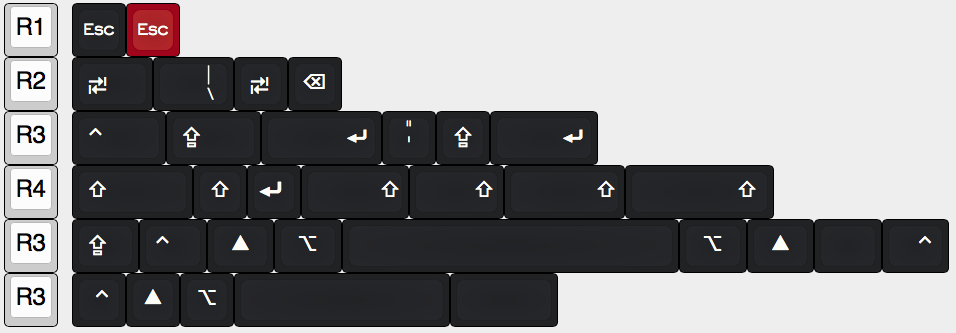 R1 Esc Esc
R2 ⇄ | \ ⇄ ⌫
R3 ^ ⇪ ↵ " ' ⇪ ↵
R4 ⇧ ⇧ ↵ ⇧ ⇧ ⇧ ⇧
R3 ⇪ ^ ▲ ⌥ ⌥ ▲ ^
R3 ^ ▲ ⌥